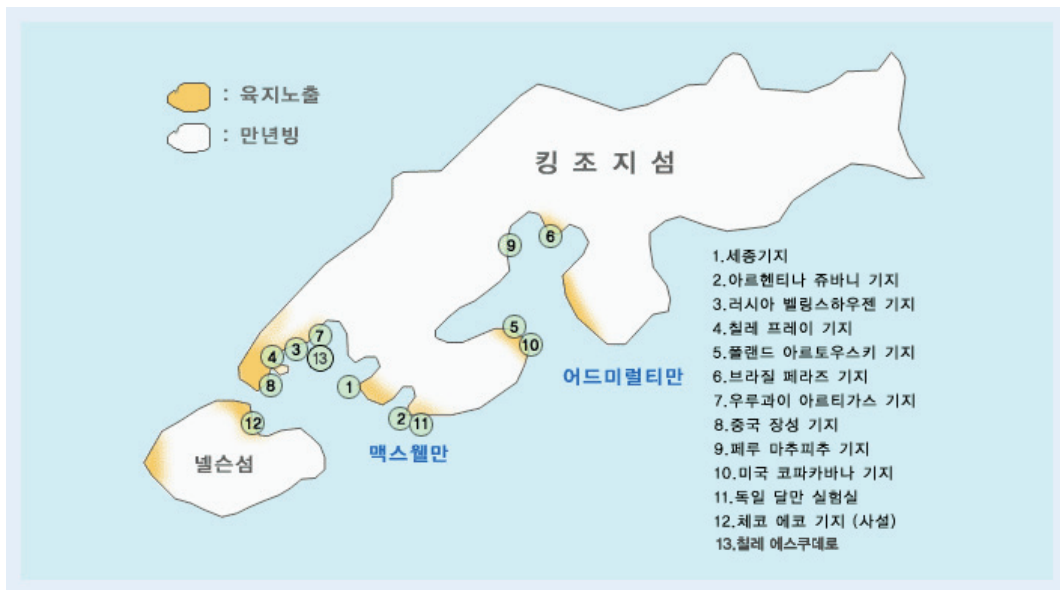 : 육지노출
: 만년빙
킹 조 지 섬
9
6
7
5
4
3
13
10
8
1
2
11
12
어드미럴티만
맥스웰만
넬슨섬
1.세종기지
2.아르헨티나 쥬바니 기지
3.러시아 벨링스하우젠 기지
4.칠레 프레이 기지
5.폴랜드 아르토우스키 기지
6.브라질 페라즈 기지
7.우루과이 아르티가스 기지
8.중국 장성 기지
9.페루 마추피추 기지
10.미국 코파카바나 기지
11.독일 달만 실험실
12.체코 에코 기지 (사설)
13.칠레 에스쿠데로